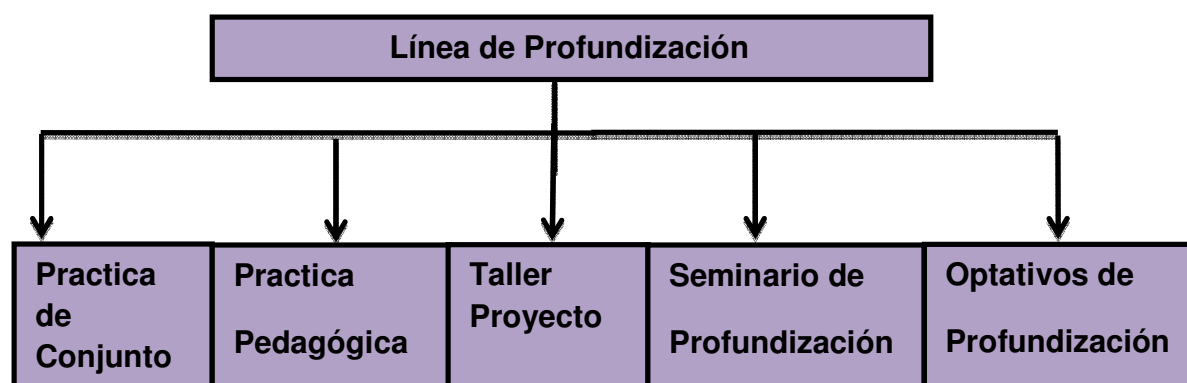 Línea de Profundización
Practica
de
Conjunto
Practica
Pedagógica
Taller
Proyecto
Seminario de
Profundización
Optativos de
Profundización